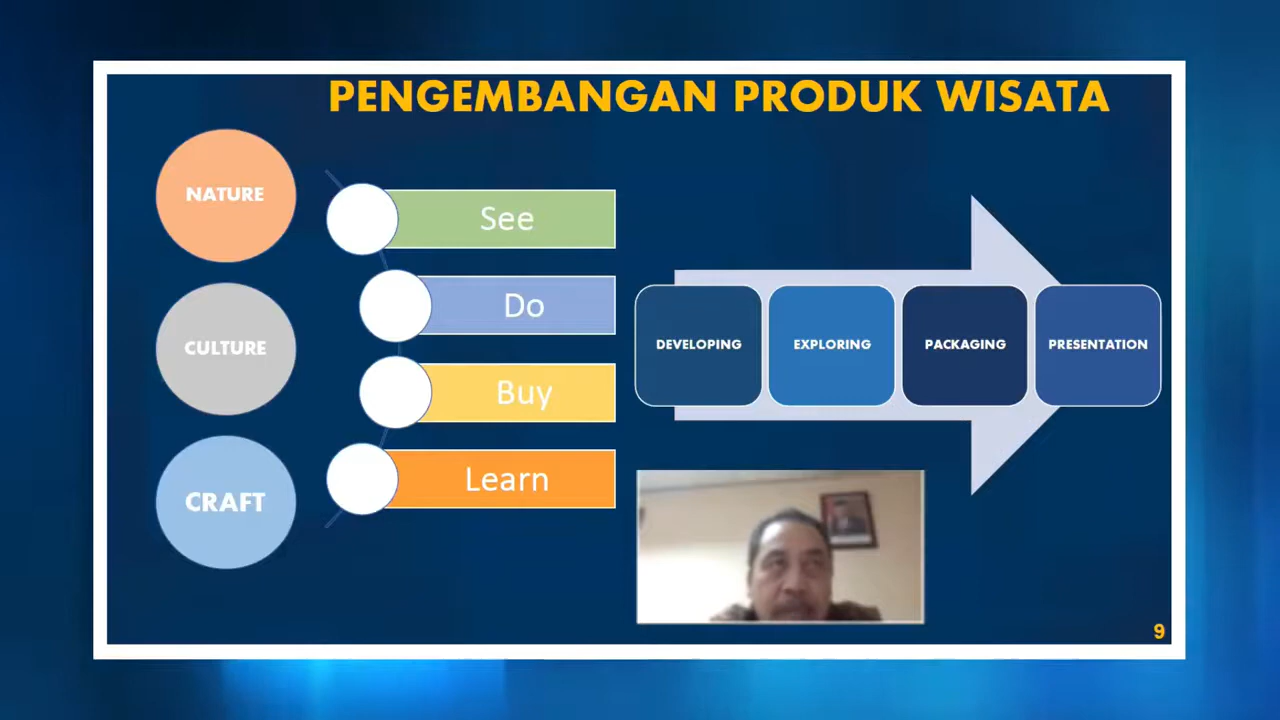 PENGEMBANGAN PRODUK WISATA
NATURE
CULTURE
CRAFT
See
Do
Buy
Learn
DEVELOPING
EXPLORING
PACKAGING
PRESENTATION
9